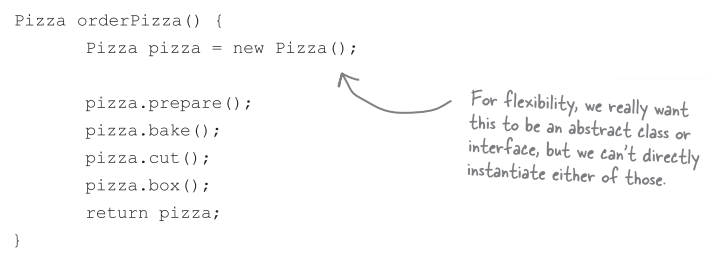 Pizza orderPizza() {
Pizza pizza = new Pizza();
pizza.prepare();
pizza.bake();
pizza.cut();
pizza.box();
return pizza;
}
For flexibility, we really want
this to be an abstract class or
interface, but we can't directly
instantiate either of those.